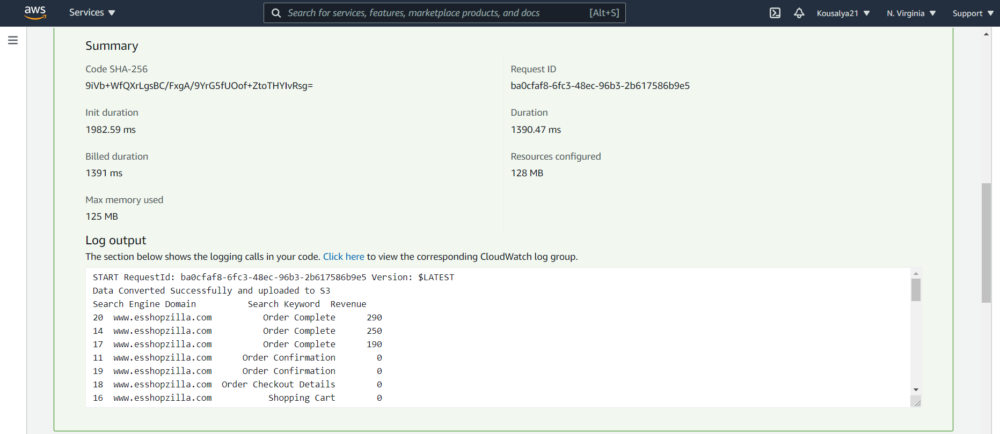 aws Services Search for services, features, marketplace products, and docs [Alt+S] Kousalya21 N. Virginia Support
Summary
Code SHA-256 Request ID
9iVb+WfQXrLgsBC/FxgA/9YrG5fUOof+ZtoTHYIvRsg= ba0cfaf8-6fc3-48ec-96b3-2b617586b9e5
Init duration Duration
1982.59 ms 1390.47 ms
Billed duration Resources configured
1391 ms 128 MB
Max memory used
125 MB
Log output
The section below shows the logging calls in your code. Click here to view the corresponding CloudWatch log group.
START RequestId: ba0cfaf8-6fc3-48ec-96b3-2b617586b9e5 Version: $LATEST
Data Converted Successfully and uploaded to S3
Search Engine Domain Search Keyword Revenue
20 www.esshopzilla.com Order Complete 290
14 www.esshopzilla.com Order Complete 250
17 www.esshopzilla.com Order Complete 190
11 www.esshopzilla.com Order Confirmation 0
19 www.esshopzilla.com Order Confirmation 0
18 www.esshopzilla.com Order Checkout Details 0
16 www.esshopzilla.com Shopping Cart 0